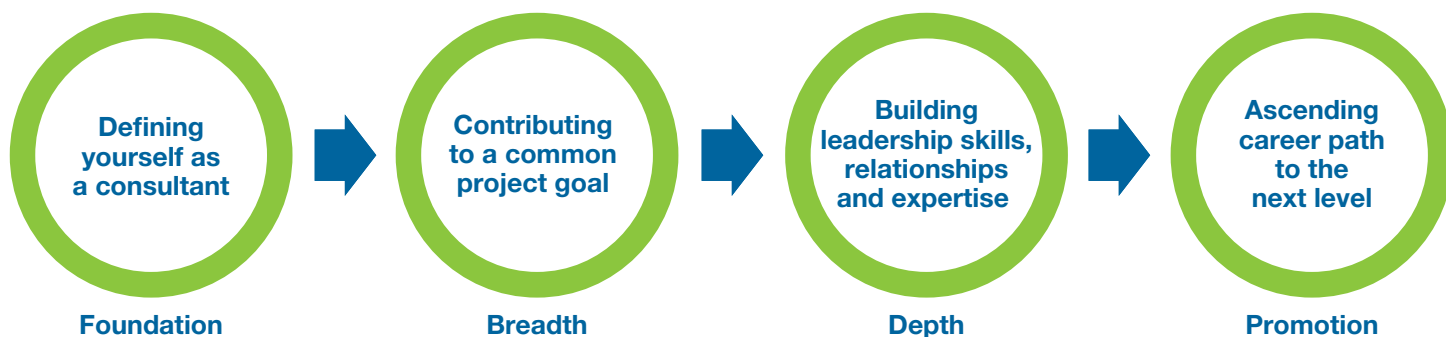 Defining
yourself as
a consultant
Foundation
Contributing
to a common
project goal
Breadth
Building
leadership skills,
relationships
and expertise
Depth
Ascending
career path
to the
next level
Promotion